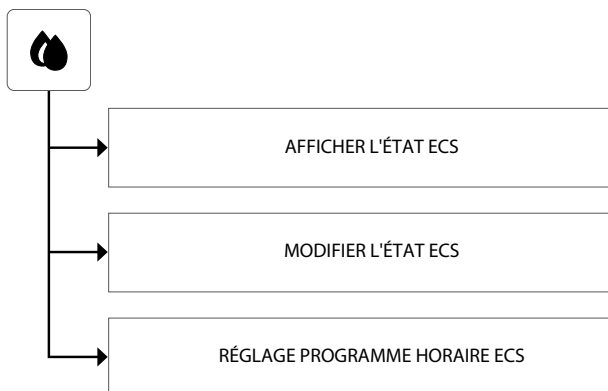 AFFICHER L'ÉTAT ECS
MODIFIER L'ÉTAT ECS
RÉGLAGE PROGRAMME HORAIRE ECS